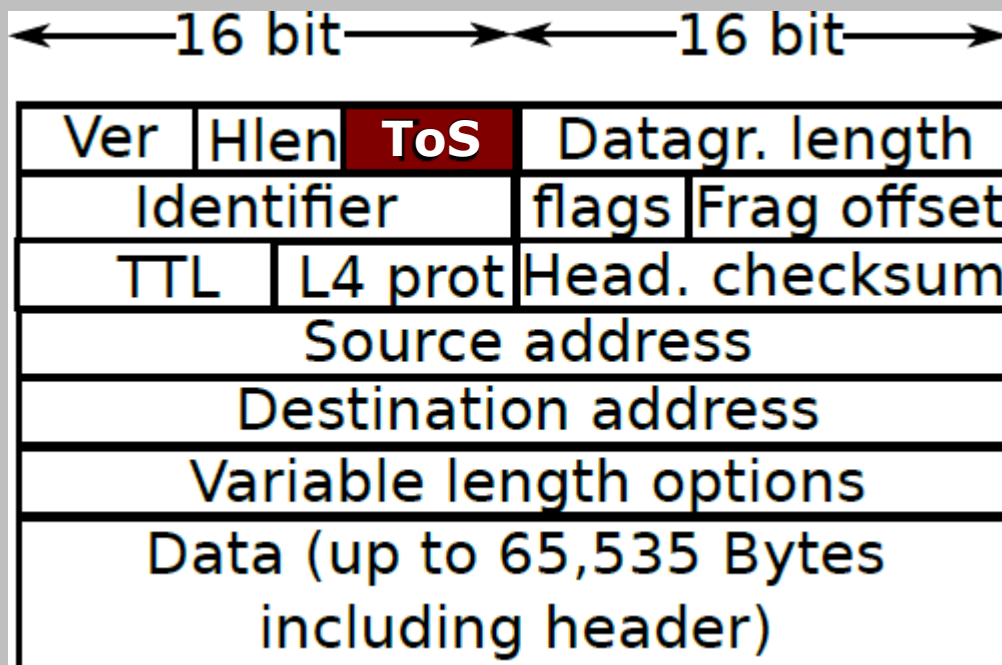 16 bit 16 bit
Ver Hlen ToS Datagr. length
Identifier flags Frag offset
TTL L4 prot Head. checksum
Source address
Destination address
Variable length options
Data (up to 65,535 Bytes
including header)